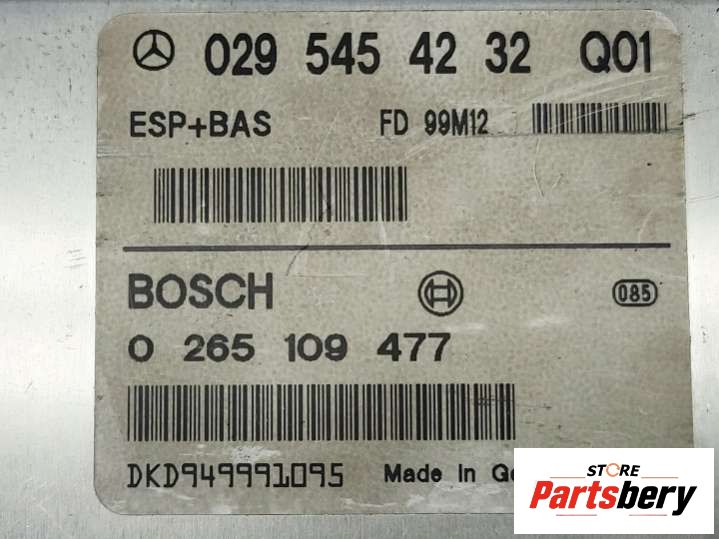 029 545 42 32 Q01
ESP+BAS FD 99M12
BOSCH 085
0 265 109 477
DKD949991095 Made in
STORE
Partsbery